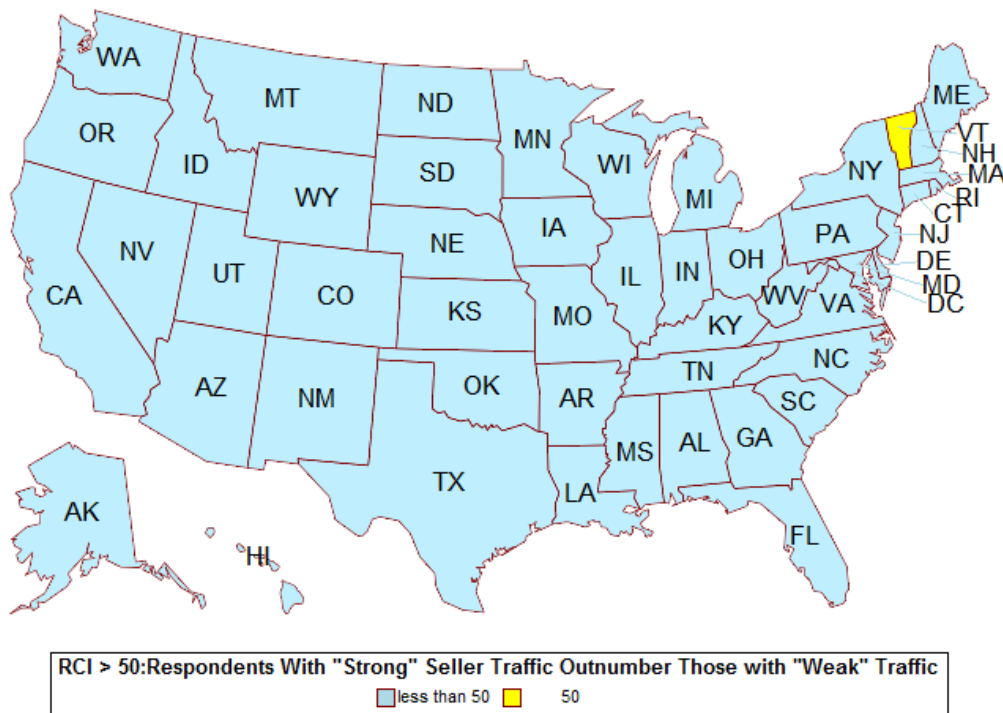 WA
MT
ND
MN
ME
OR
ID
SD
WI
VT
NH
NY
MA
WY
MI
RI
CT
IA
NE
PA
NJ
NV
OH
DE
UT
IL
IN
MD
CA
CO
WV
VA
DC
KS
MO
KY
NC
TN
AZ
NM
OK
AR
SC
MS
AL
GA
TX
LA
AK
FL
HI
RCI > 50:Respondents With "Strong" Seller Traffic Outnumber Those with "Weak" Traffic
less than 50 50